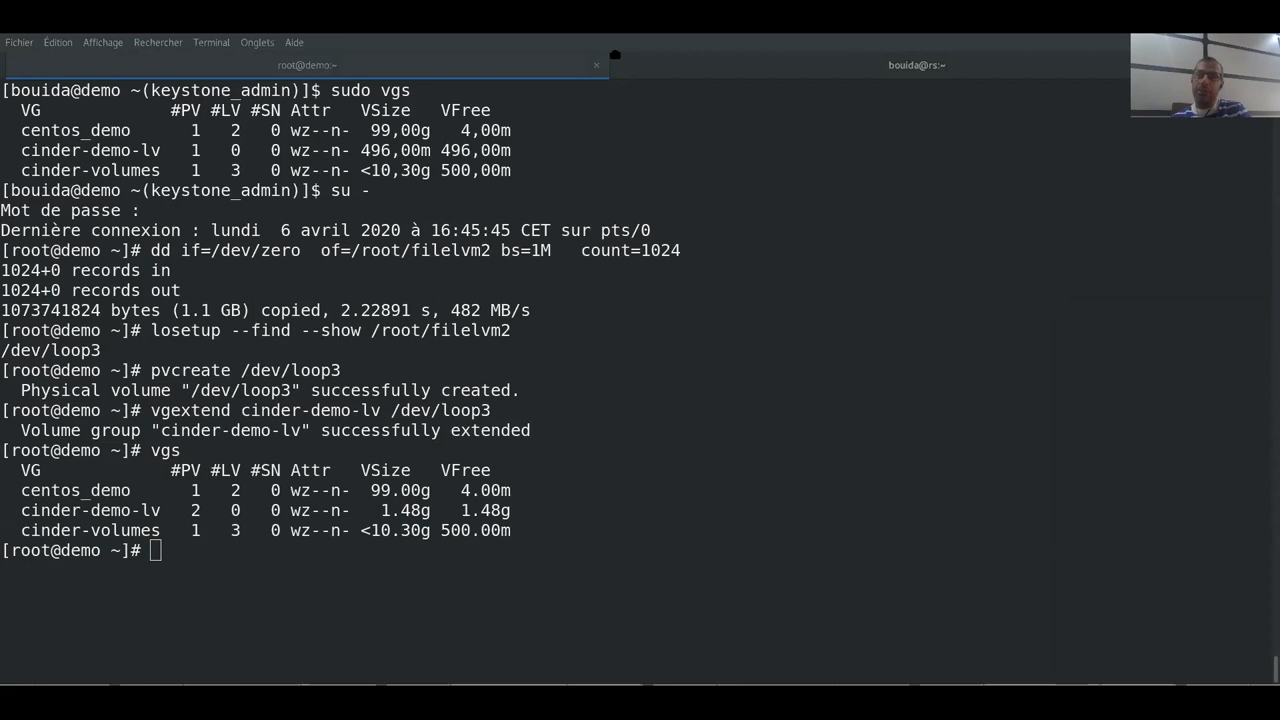 Fichier Édition Affichage Rechercher Terminal Onglets Aide
root@demo:~ × bouida@rs:~
[bouida@demo ~(keystone_admin)]$ sudo vgs
VG #PV #LV #SN Attr VSize VFree
centos_demo 1 2 0 wz--n- 99,00g 4,00m
cinder-demo-lv 1 0 0 wz--n- 496,00m 496,00m
cinder-volumes 1 3 0 wz--n- <10,30g 500,00m
[bouida@demo ~(keystone_admin)]$ su -
Mot de passe :
Dernière connexion : lundi  6 avril 2020 à 16:45:45 CET sur pts/0
[root@demo ~]# dd if=/dev/zero  of=/root/filelvm2 bs=1M   count=1024
1024+0 records in
1024+0 records out
1073741824 bytes (1.1 GB) copied, 2.22891 s, 482 MB/s
[root@demo ~]# losetup --find --show /root/filelvm2
/dev/loop3
[root@demo ~]# pvcreate /dev/loop3
Physical volume "/dev/loop3" successfully created.
[root@demo ~]# vgextend cinder-demo-lv /dev/loop3
Volume group "cinder-demo-lv" successfully extended
[root@demo ~]# vgs
VG #PV #LV #SN Attr VSize VFree
centos_demo 1 2 0 wz--n- 99.00g 4.00m
cinder-demo-lv 2 0 0 wz--n- 1.48g 1.48g
cinder-volumes 1 3 0 wz--n- <10.30g 500.00m
[root@demo ~]#